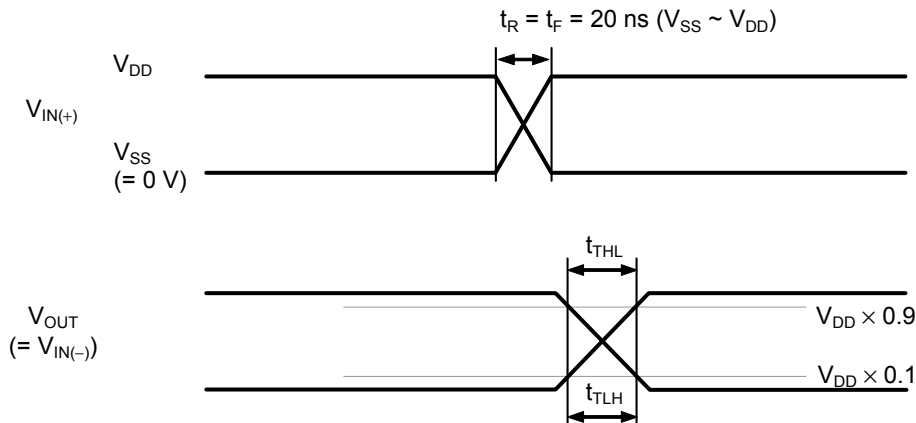 t_R = t_F = 20 ns (V_SS ~ V_DD)
V_DD
V_IN(+)
V_SS
(= 0 V)
t_THL
V_OUT
(= V_IN(−))
V_DD × 0.9
V_DD × 0.1
t_TLH